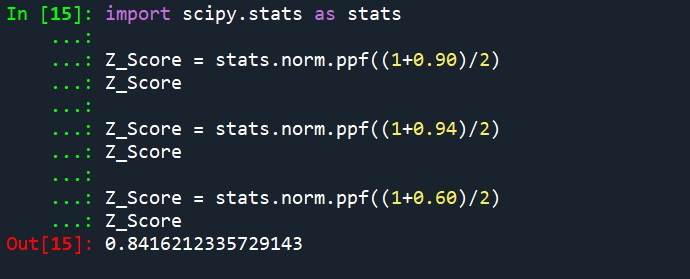 In [15]: import scipy.stats as stats
...:
...: Z_Score = stats.norm.ppf((1+0.90)/2)
...: Z_Score
...:
...: Z_Score = stats.norm.ppf((1+0.94)/2)
...: Z_Score
...:
...: Z_Score = stats.norm.ppf((1+0.60)/2)
...: Z_Score
Out[15]: 0.8416212335729143